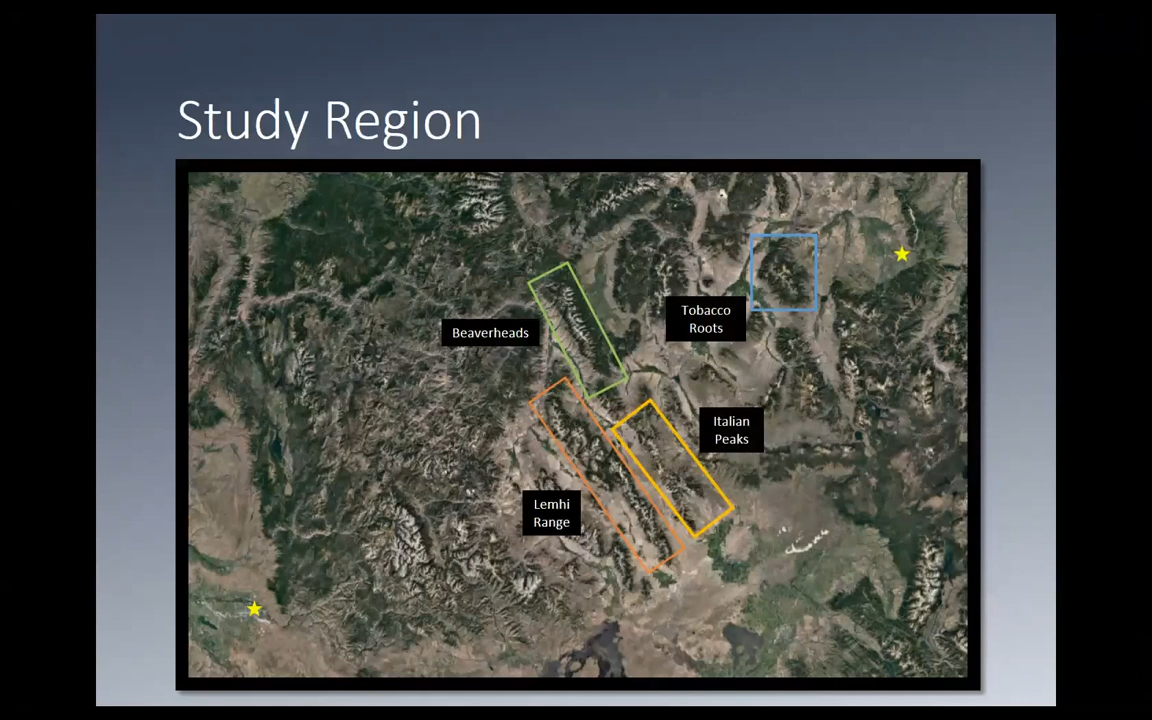 Study Region
Beaverheads
Tobacco
Roots
Italian
Peaks
Lemhi
Range